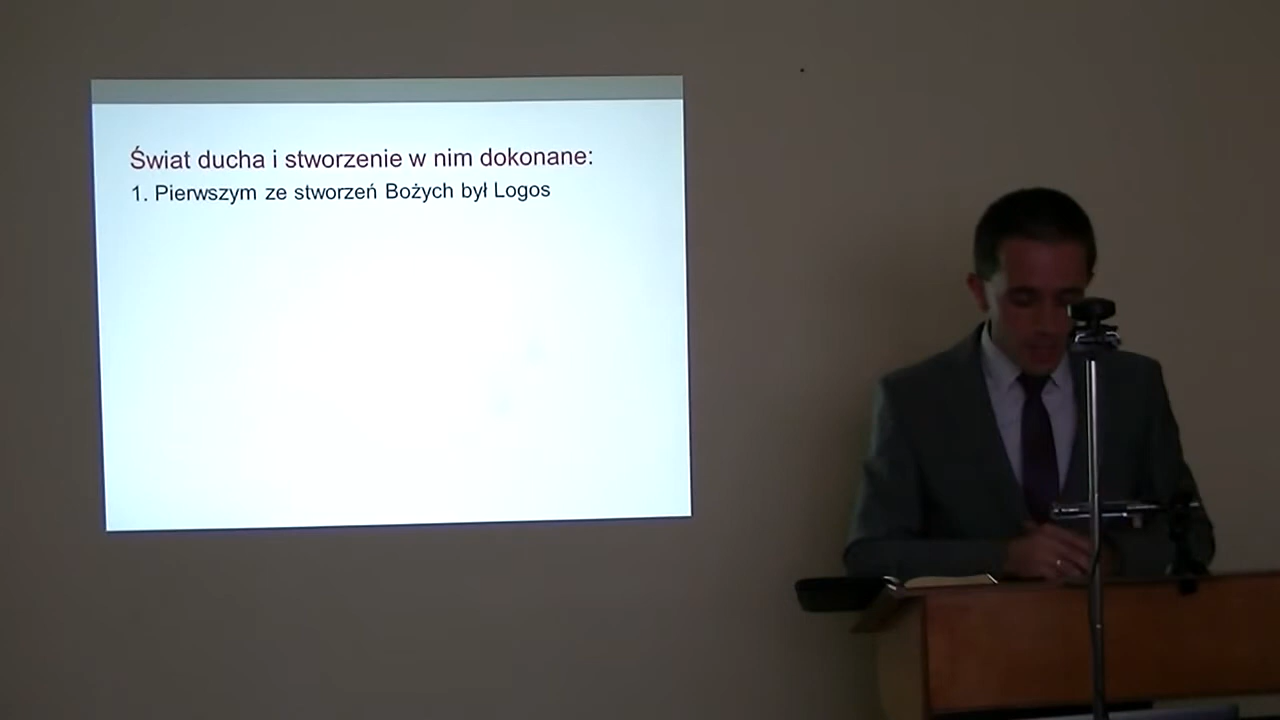 Świat ducha i stworzenie w nim dokonane:
1. Pierwszym ze stworzeń Bożych był Logos